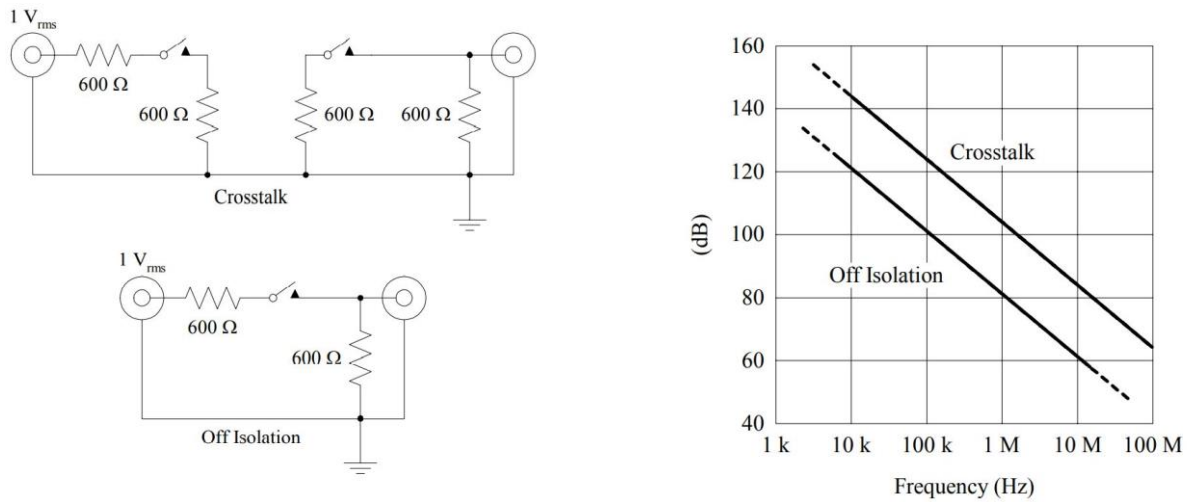 1 Vrms
600 Ω
600 Ω
600 Ω
600 Ω
Crosstalk
1 Vrms
600 Ω
600 Ω
Off Isolation
160
140
120
100
80
60
40
(dB)
Crosstalk
Off Isolation
1 k 10 k 100 k 1 M 10 M 100 M
Frequency (Hz)